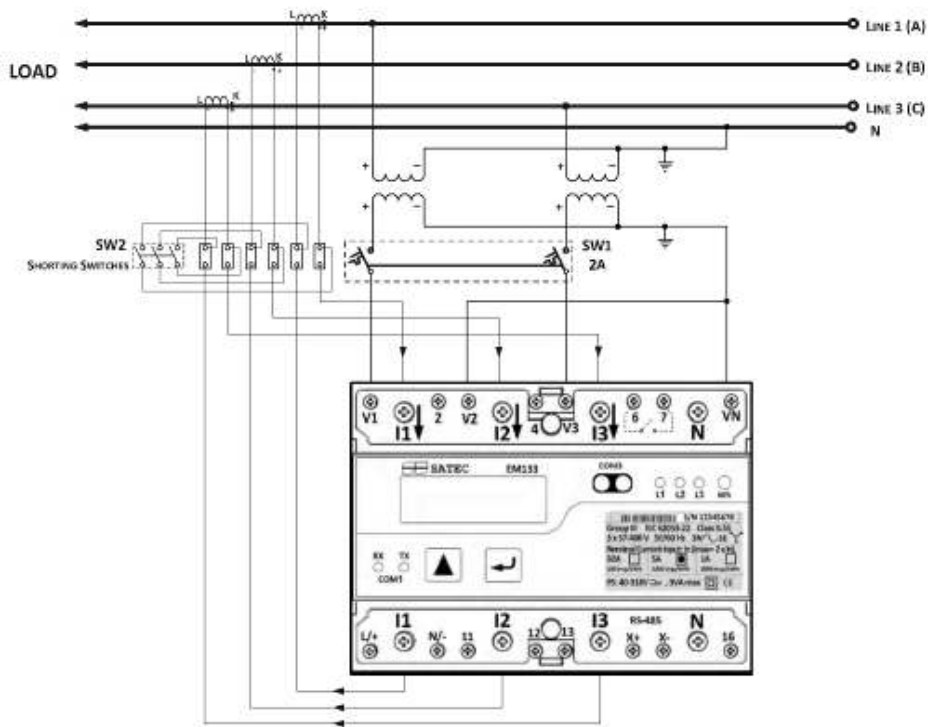 L K
LINE 1 (A)
L K
LINE 2 (B)
LOAD
L K
LINE 3 (C)
N
+ − + −
+ − + −
SW2
SHORTING SWITCHES
SW1
2A
V1 I1 2 V2 I2 4 V3 I3 6 7 N VN
SATEC EM133
COM3
L1 L2 L3
S/N
5A 1A
RX TX
COM1
I1 I2 I3 RS-485 N
L/+ N/- 11 12 13 X+ X- 16